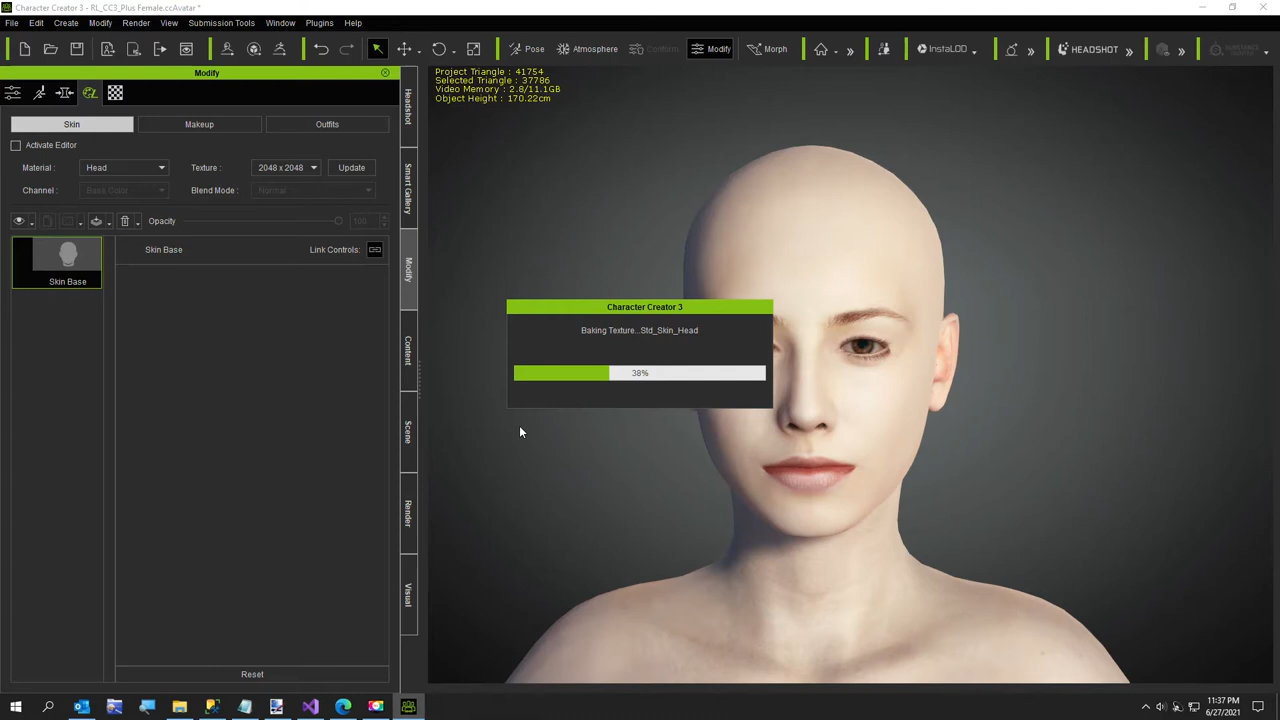 Character Creator 3 - RL_CC3_Plus Female.ccAvatar *
File Edit Create Modify Render View Submission Tools Window Plugins Help
Pose Atmosphere Conform Modify Morph InstaLOD HEADSHOT SUBSTANCE
Modify
Skin Makeup Outfits
Activate Editor
Material : Head Texture : 2048 x 2048 Update
Channel : Base Color Blend Mode : Normal
Opacity 100
Skin Base
Skin Base Link Controls:
Reset
Headshot
Smart Gallery
Modify
Content
Scene
Render
Visual
Project Triangle : 41754
Selected Triangle : 37786
Video Memory : 2.8/11.1GB
Object Height : 170.22cm
Character Creator 3
Baking Texture...Std_Skin_Head
38%
11:37 PM
6/27/2021